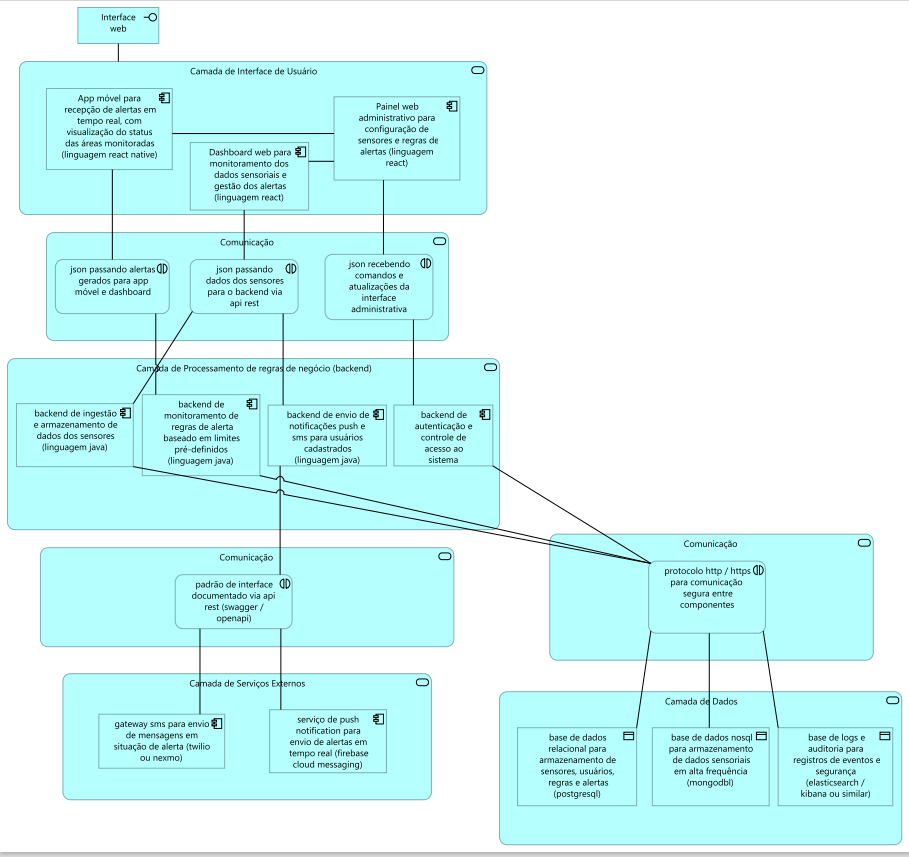 Interface
web
Camada de Interface de Usuário
App móvel para
recepção de alertas em
tempo real, com
visualização do status
das áreas monitoradas
(linguagem react native)
Dashboard web para
monitoramento dos
dados sensoriais e
gestão dos alertas
(linguagem react)
Painel web
administrativo para
configuração de
sensores e regras de
alertas (linguagem
react)
Comunicação
json passando alertas
gerados para app
móvel e dashboard
json passando
dados dos sensores
para o backend via
api rest
json recebendo
comandos e
atualizações da
interface
administrativa
Camada de Processamento de regras de negócio (backend)
backend de ingestão
e armazenamento de
dados dos sensores
(linguagem java)
backend de
monitoramento de
regras de alerta
baseado em limites
pré-definidos
(linguagem java)
backend de envio de
notificações push e
sms para usuários
cadastrados
(linguagem java)
backend de
autenticação e
controle de
acesso ao
sistema
Comunicação
padrão de interface
documentado via api
rest (swagger /
openapi)
Comunicação
protocolo http / https
para comunicação
segura entre
componentes
Camada de Serviços Externos
gateway sms para envio
de mensagens em
situação de alerta (twilio
ou nexmo)
serviço de push
notification para
envio de alertas em
tempo real (firebase
cloud messaging)
Camada de Dados
base de dados
relacional para
armazenamento de
sensores, usuários,
regras e alertas
(postgresql)
base de dados nosql
para armazenamento
de dados sensoriais
em alta frequência
(mongodbl)
base de logs e
auditoria para
registros de eventos e
segurança
(elasticsearch /
kibana ou similar)